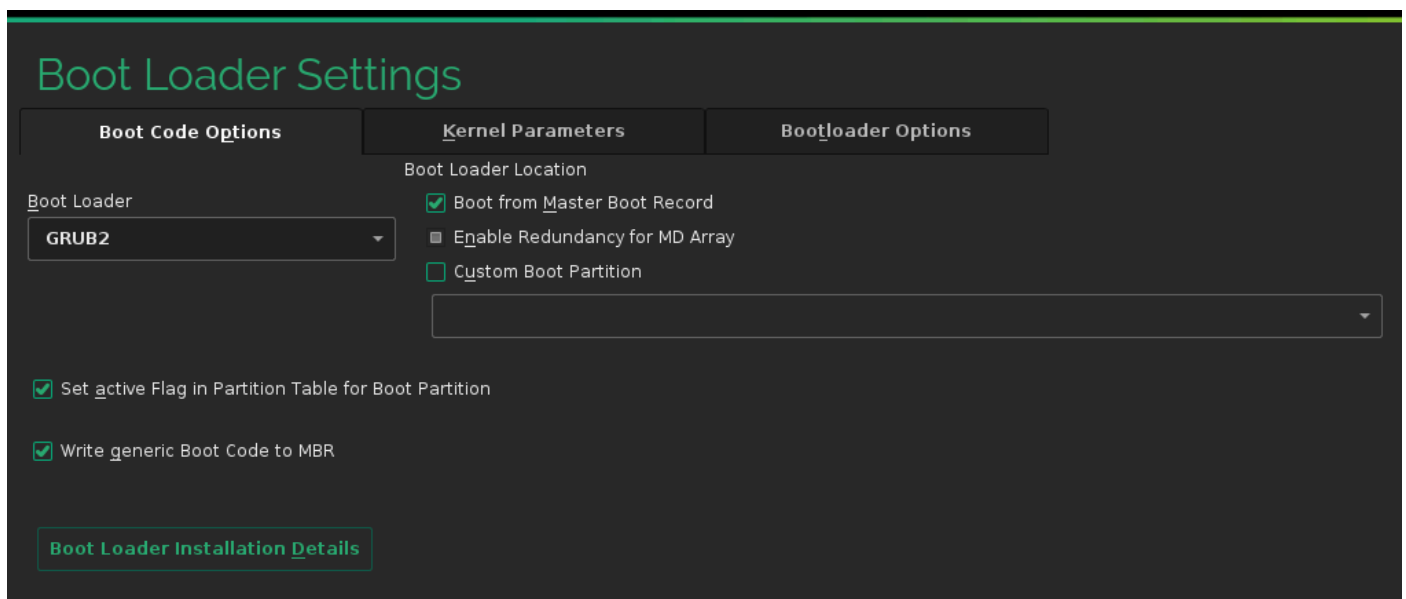 Boot Loader Settings
Boot Code Options
Kernel Parameters
Bootloader Options
Boot Loader Location
Boot Loader
GRUB2
Boot from Master Boot Record
Enable Redundancy for MD Array
Custom Boot Partition
Set active Flag in Partition Table for Boot Partition
Write generic Boot Code to MBR
Boot Loader Installation Details